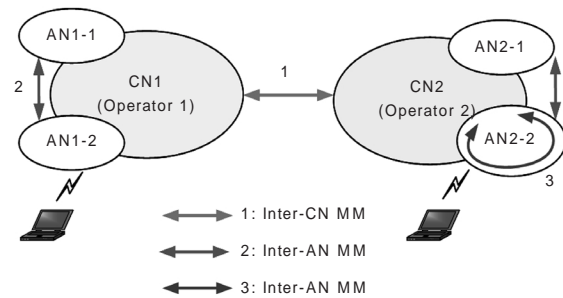 AN1-1
AN2-1
CN1
(Operator 1)
1
CN2
(Operator 2)
2
AN1-2
AN2-2
3
1: Inter-CN MM
2: Inter-AN MM
3: Inter-AN MM